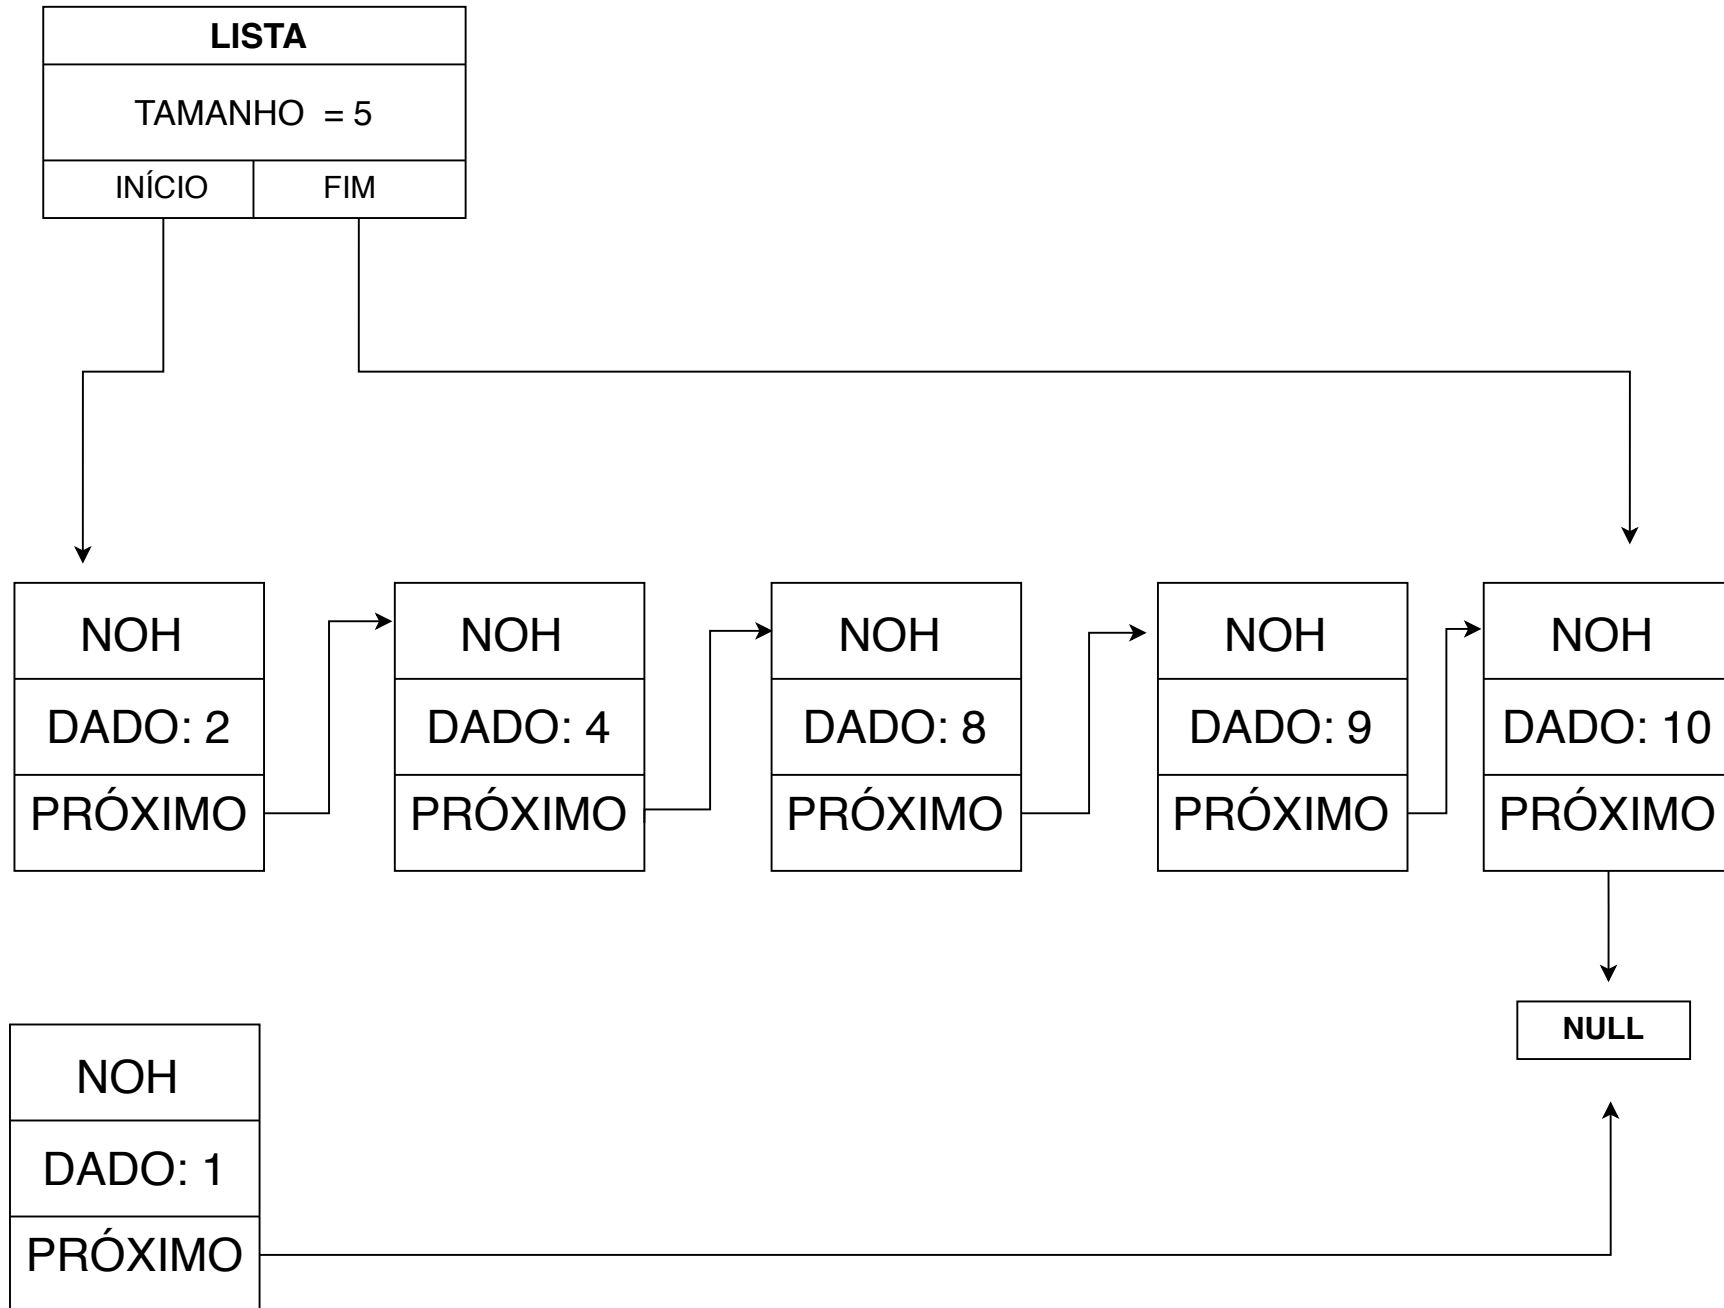 LISTA
TAMANHO = 5
INÍCIO FIM
NOH NOH NOH NOH NOH
DADO: 2 DADO: 4 DADO: 8 DADO: 9 DADO: 10
PRÓXIMO PRÓXIMO PRÓXIMO PRÓXIMO PRÓXIMO
NULL
NOH
DADO: 1
PRÓXIMO